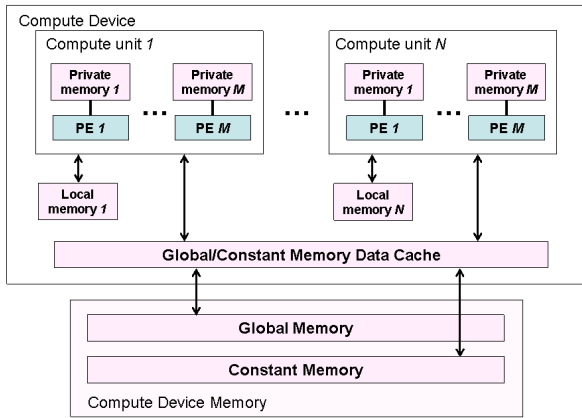 Compute Device
Compute unit 1
Compute unit N
Private
memory 1
Private
memory M
Private
memory 1
Private
memory M
...
...
...
PE 1
PE M
PE 1
PE M
Local
memory 1
Local
memory N
Global/Constant Memory Data Cache
Global Memory
Constant Memory
Compute Device Memory